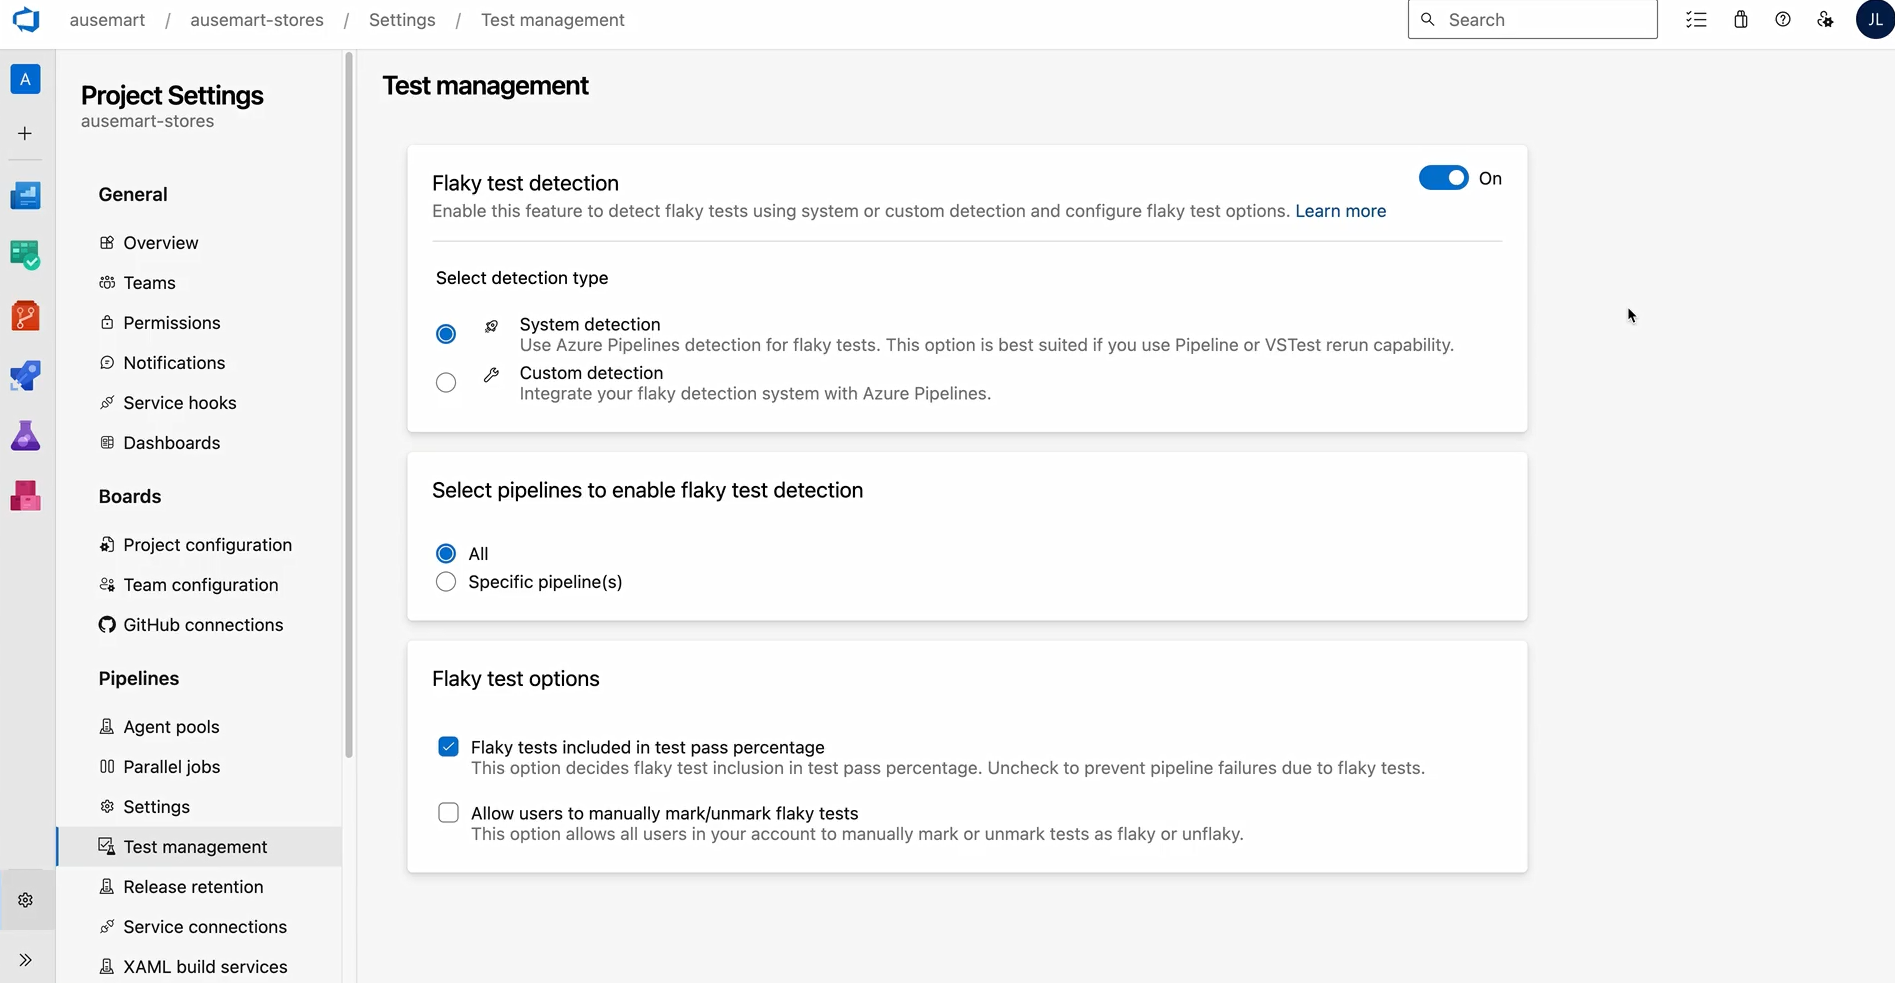 ausemart / ausemart-stores / Settings / Test management
Search
JL
A
Project Settings
ausemart-stores
General
Overview
Teams
Permissions
Notifications
Service hooks
Dashboards
Boards
Project configuration
Team configuration
GitHub connections
Pipelines
Agent pools
Parallel jobs
Settings
Test management
Release retention
Service connections
XAML build services
Test management
Flaky test detection
On
Enable this feature to detect flaky tests using system or custom detection and configure flaky test options. Learn more
Select detection type
System detection
Use Azure Pipelines detection for flaky tests. This option is best suited if you use Pipeline or VSTest rerun capability.
Custom detection
Integrate your flaky detection system with Azure Pipelines.
Select pipelines to enable flaky test detection
All
Specific pipeline(s)
Flaky test options
Flaky tests included in test pass percentage
This option decides flaky test inclusion in test pass percentage. Uncheck to prevent pipeline failures due to flaky tests.
Allow users to manually mark/unmark flaky tests
This option allows all users in your account to manually mark or unmark tests as flaky or unflaky.